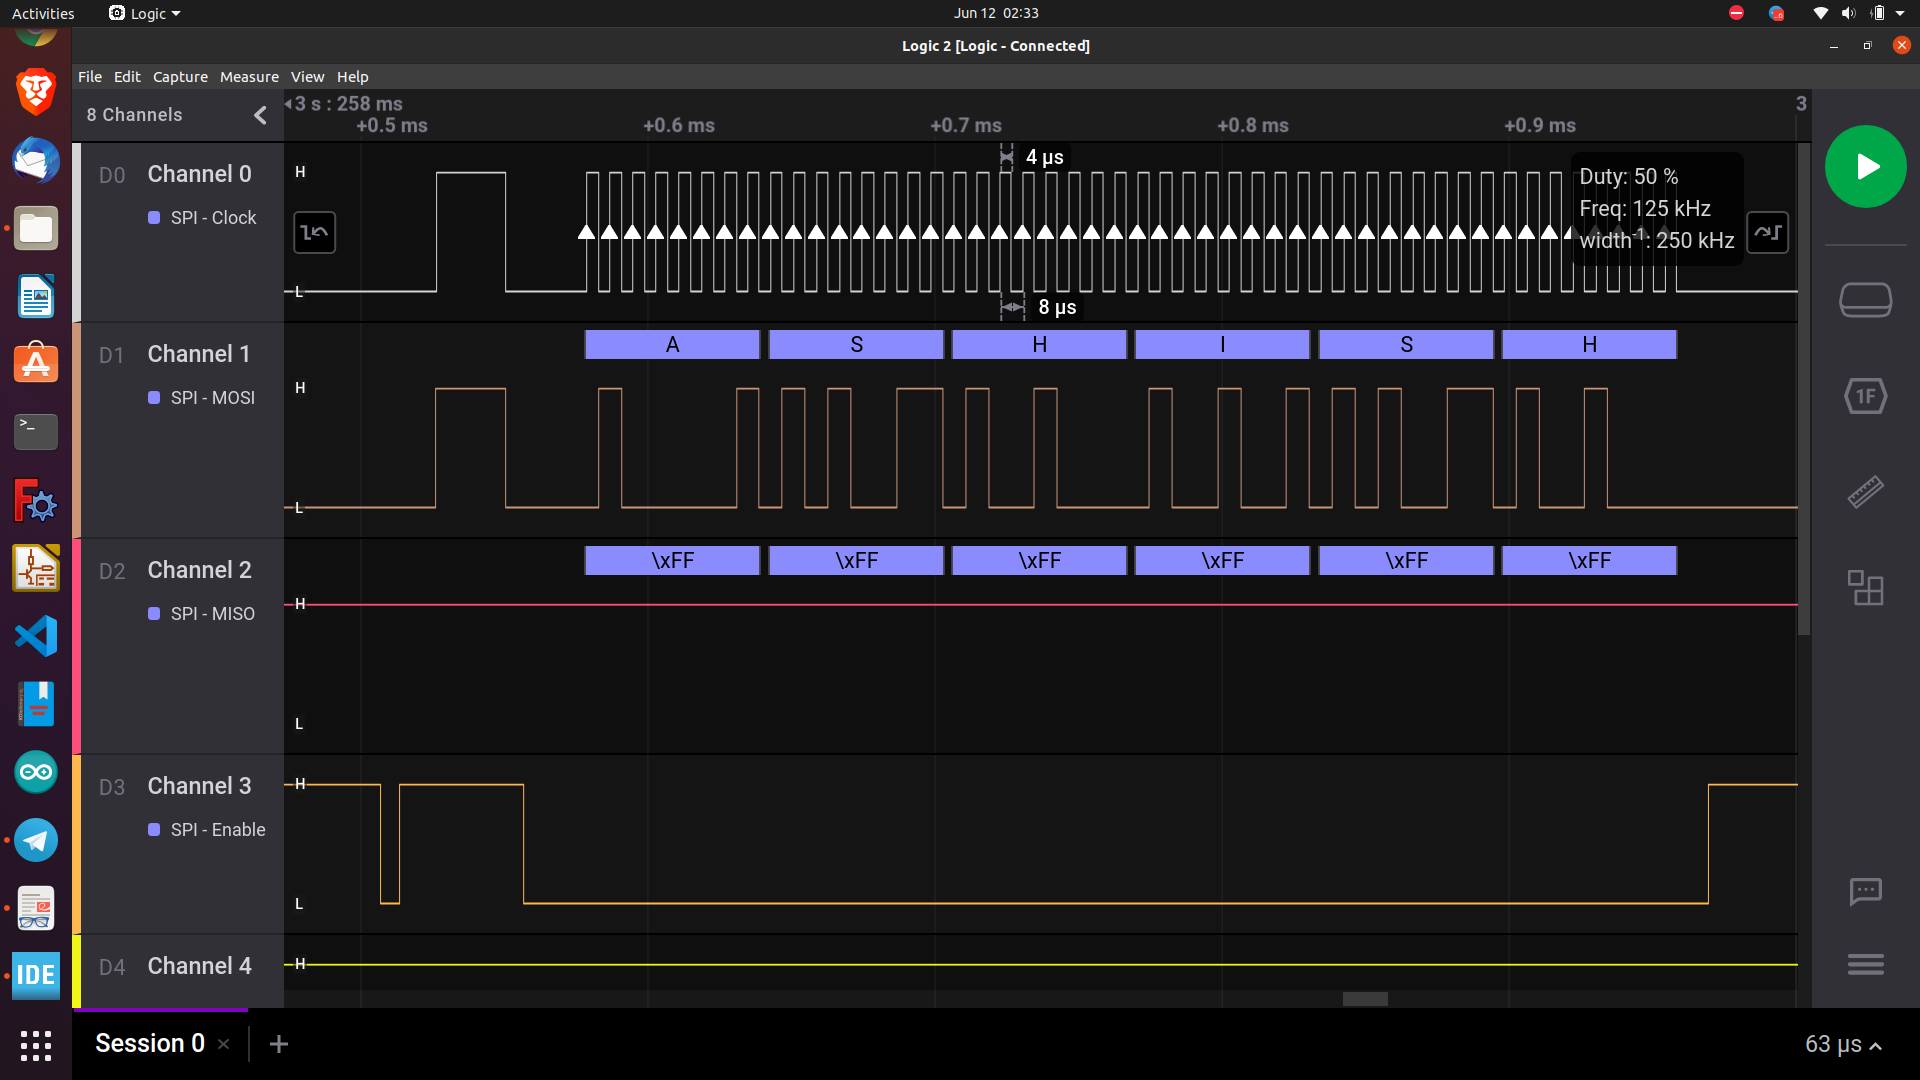 Activities Logic Jun 12 02:33
Logic 2 [Logic - Connected]
File Edit Capture Measure View Help
8 Channels
3 s : 258 ms 3
+0.5 ms +0.6 ms +0.7 ms +0.8 ms +0.9 ms
D0 Channel 0
SPI - Clock
H
L
4 µs
8 µs
Duty: 50 %
Freq: 125 kHz
width⁻¹: 250 kHz
D1 Channel 1
SPI - MOSI
A S H I S H
H
L
D2 Channel 2
SPI - MISO
\xFF \xFF \xFF \xFF \xFF \xFF
H
L
D3 Channel 3
SPI - Enable
H
L
D4 Channel 4
H
1F
>_
IDE
Session 0
63 µs